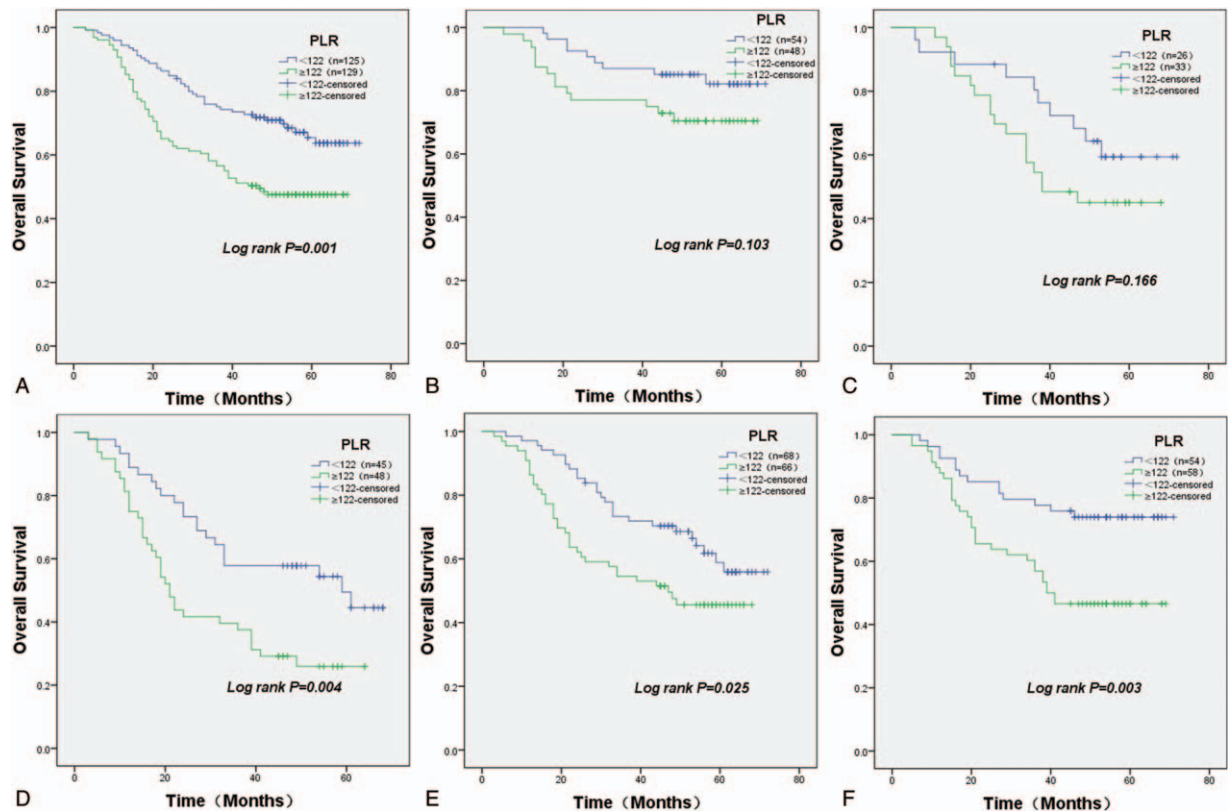 PLR
<122 (n=125)
≥122 (n=129)
<122-censored
≥122-censored
Overall Survival
1.0
0.8
0.6
0.4
0.2
0.0
Log rank P=0.001
0 20 40 60 80
A
Time (Months)
PLR
<122 (n=54)
≥122 (n=48)
<122-censored
≥122-censored
Overall Survival
1.0
0.8
0.6
0.4
0.2
0.0
Log rank P=0.103
0 20 40 60 80
B
Time (Months)
PLR
<122 (n=26)
≥122 (n=33)
<122-censored
≥122-censored
Overall Survival
1.0
0.8
0.6
0.4
0.2
0.0
Log rank P=0.166
0 20 40 60 80
C
Time (Months)
PLR
<122 (n=45)
≥122 (n=48)
<122-censored
≥122-censored
Overall Survival
1.0
0.8
0.6
0.4
0.2
0.0
Log rank P=0.004
0 20 40 60
D
Time (Months)
PLR
<122 (n=68)
≥122 (n=66)
<122-censored
≥122-censored
Overall Survival
1.0
0.8
0.6
0.4
0.2
0.0
Log rank P=0.025
0 20 40 60 80
E
Time (Months)
PLR
<122 (n=54)
≥122 (n=58)
<122-censored
≥122-censored
Overall Survival
1.0
0.8
0.6
0.4
0.2
0.0
Log rank P=0.003
0 20 40 60 80
F
Time (Months)